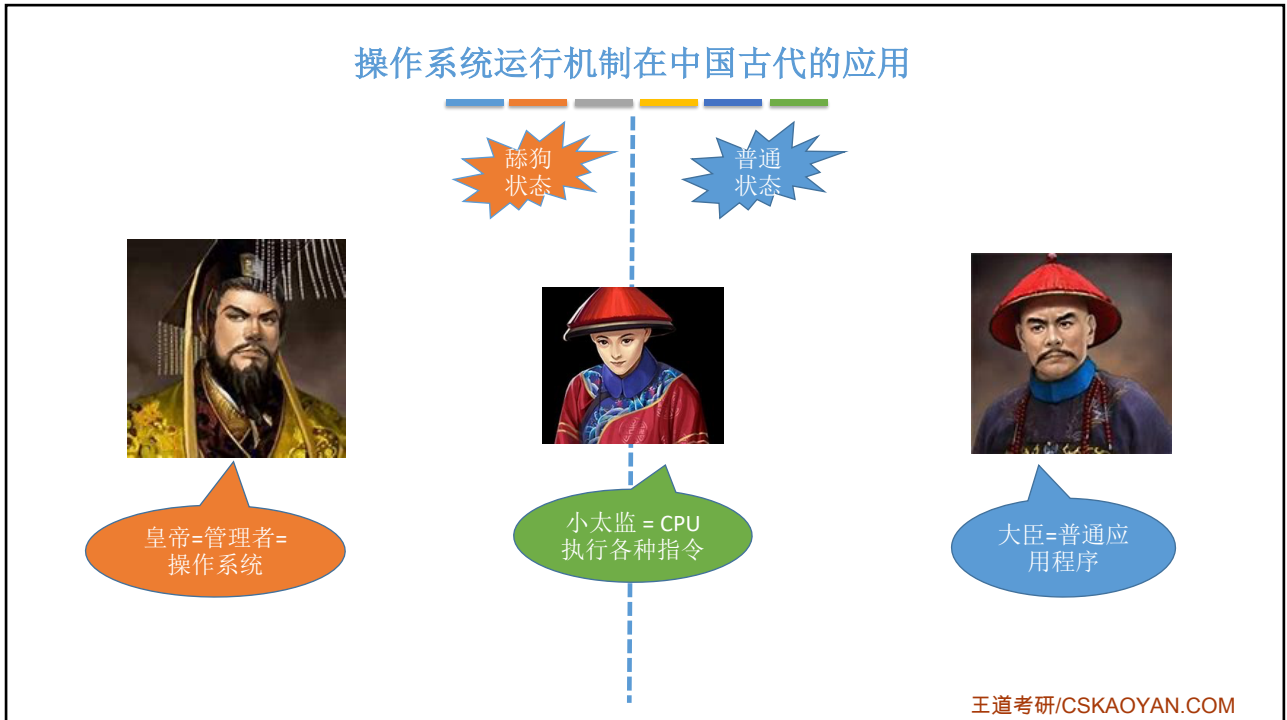 操作系统运行机制在中国古代的应用
舔狗
状态
普通
状态
皇帝=管理者=
操作系统
小太监 = CPU
执行各种指令
大臣=普通应
用程序
王道考研/CSKAOYAN.COM